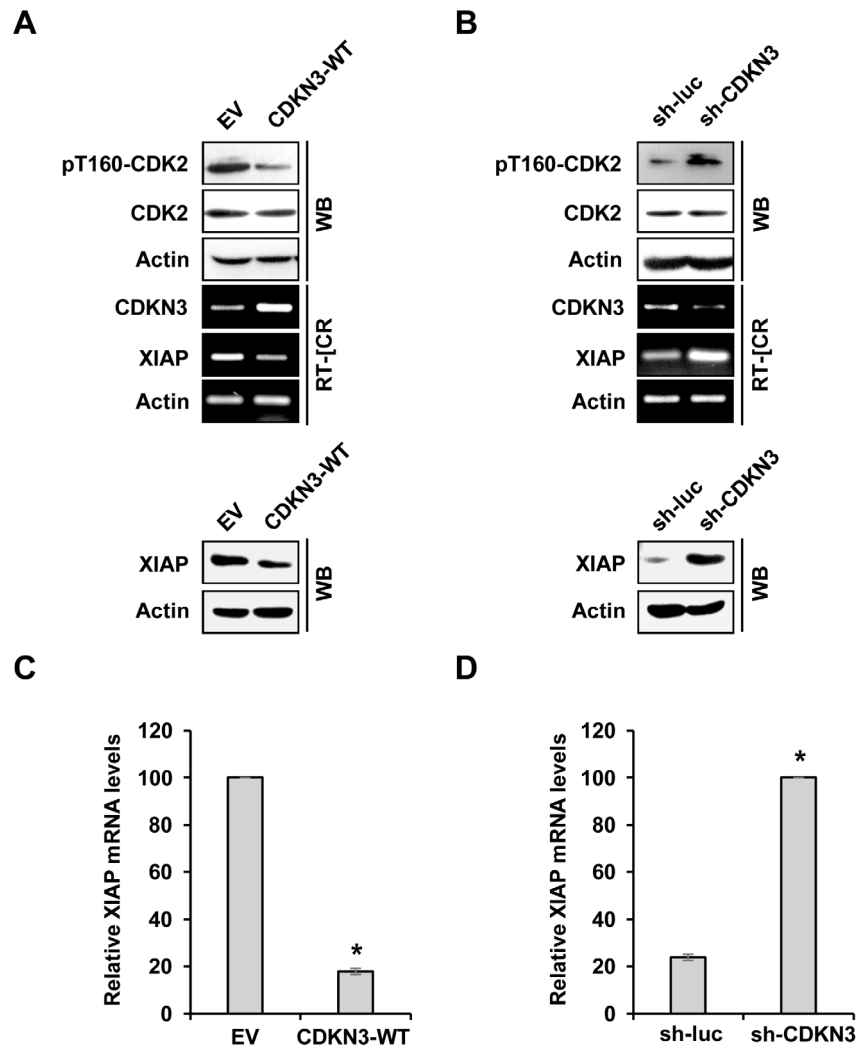 A
EV
CDKN3-WT
pT160-CDK2
CDK2
Actin
WB
CDKN3
XIAP
Actin
RT-[CR
EV
CDKN3-WT
XIAP
Actin
WB
B
sh-luc
sh-CDKN3
pT160-CDK2
CDK2
Actin
WB
CDKN3
XIAP
Actin
RT-[CR
sh-luc
sh-CDKN3
XIAP
Actin
WB
C
Relative XIAP mRNA levels
120
100
80
60
40
20
0
*
EV
CDKN3-WT
D
Relative XIAP mRNA levels
120
100
80
60
40
20
0
*
sh-luc
sh-CDKN3